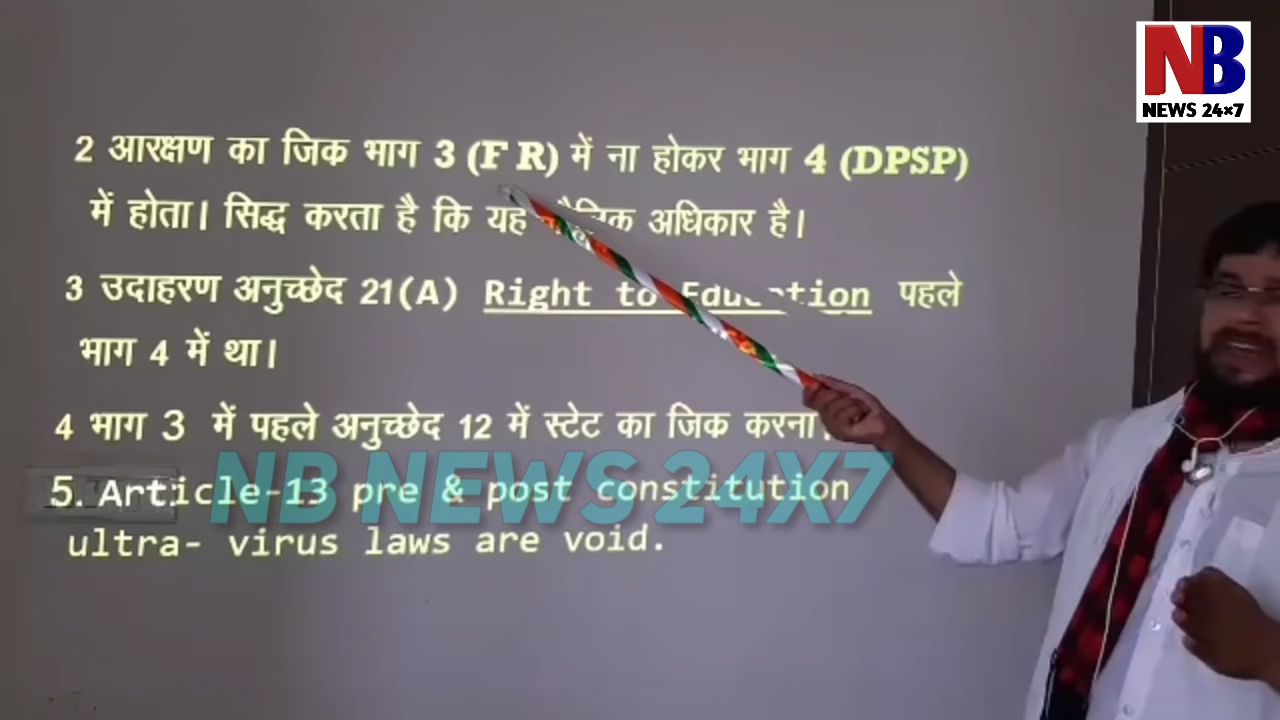 NB
NEWS 24×7
2 आरक्षण का जिक भाग 3 (F R) में ना होकर भाग 4 (DPSP)
में होता। सिद्ध करता है कि यह अधिकार है।
3 उदाहरण अनुच्छेद 21(A) Right to Education पहले
भाग 4 में था।
4 भाग 3 में पहले अनुच्छेद 12 में स्टेट का जिक करना।
5. Article-13 pre & post constitution
NB NEWS 24X7
ultra- virus laws are void.